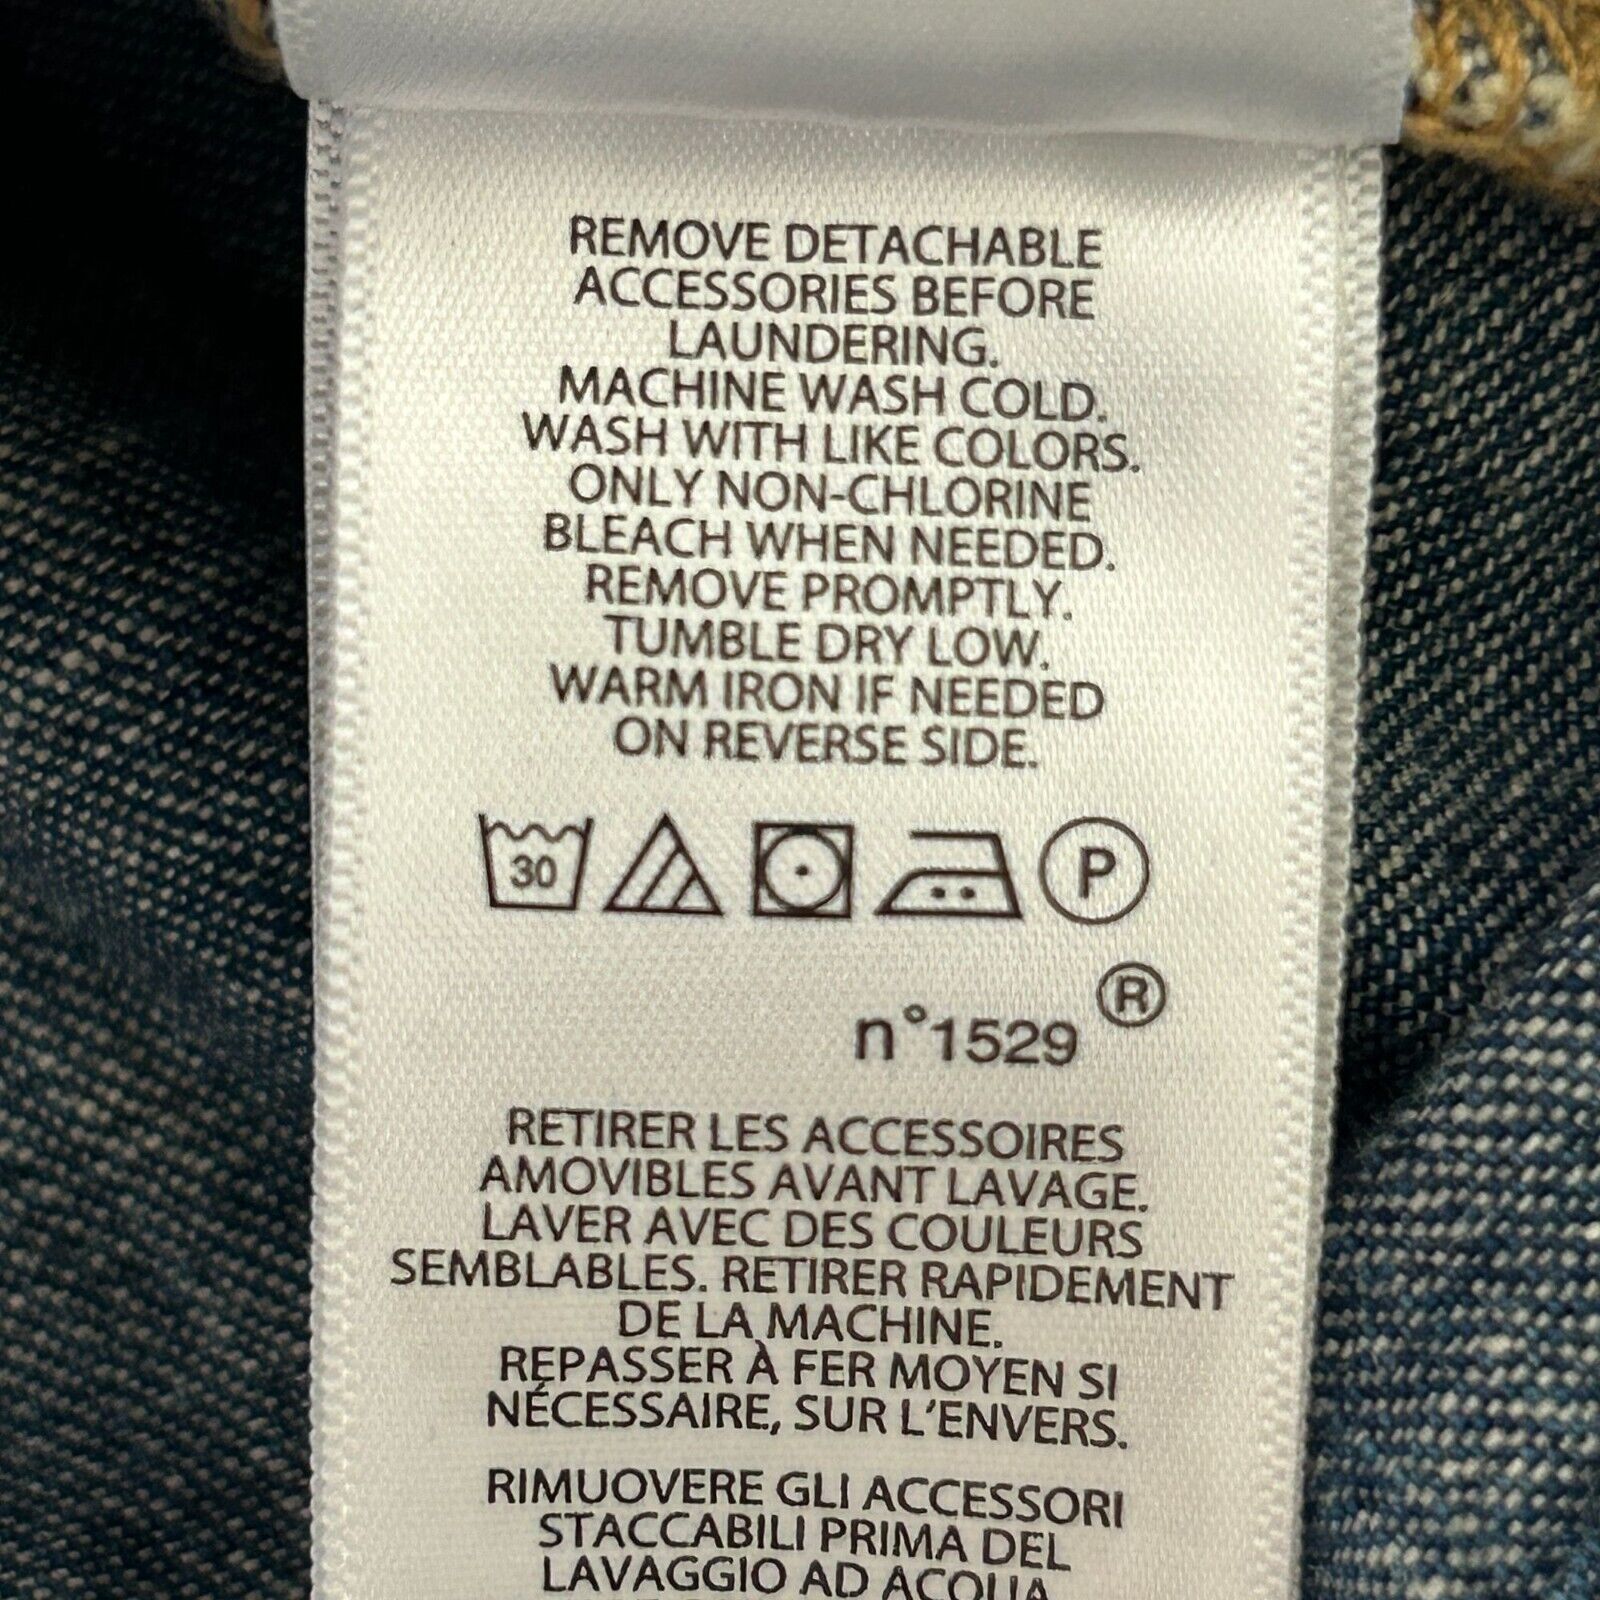 REMOVE DETACHABLE
ACCESSORIES BEFORE
LAUNDERING.
MACHINE WASH COLD.
WASH WITH LIKE COLORS.
ONLY NON-CHLORINE
BLEACH WHEN NEEDED.
REMOVE PROMPTLY.
TUMBLE DRY LOW.
WARM IRON IF NEEDED
ON REVERSE SIDE.
30 P
n°1529 ®
RETIRER LES ACCESSOIRES
AMOVIBLES AVANT LAVAGE.
LAVER AVEC DES COULEURS
SEMBLABLES. RETIRER RAPIDEMENT
DE LA MACHINE.
REPASSER À FER MOYEN SI
NÉCESSAIRE, SUR L'ENVERS.
RIMUOVERE GLI ACCESSORI
STACCABILI PRIMA DEL
LAVAGGIO AD ACQUA